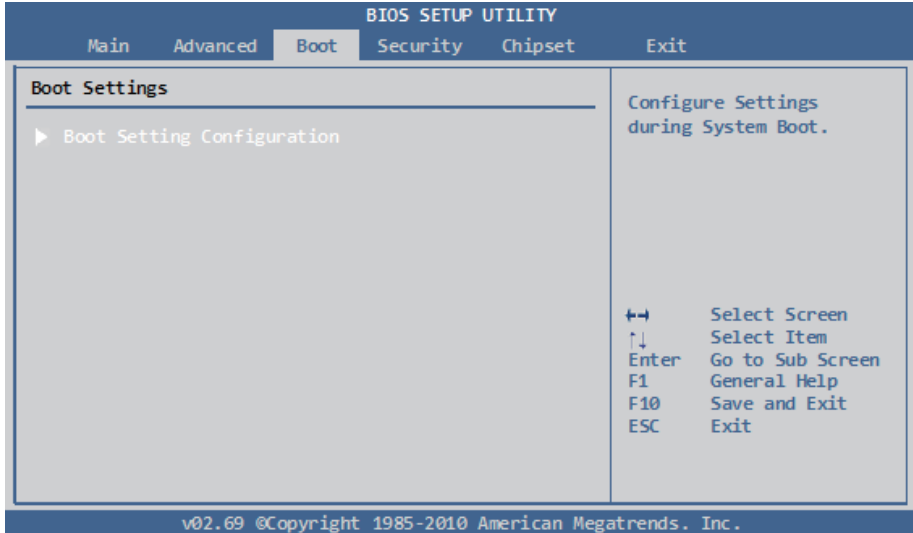 BIOS SETUP UTILITY
Main Advanced Boot Security Chipset Exit
Boot Settings
Boot Setting Configuration
Configure Settings
during System Boot.
←→ Select Screen
↑↓ Select Item
Enter Go to Sub Screen
F1 General Help
F10 Save and Exit
ESC Exit
v02.69 ©Copyright 1985-2010 American Megatrends. Inc.